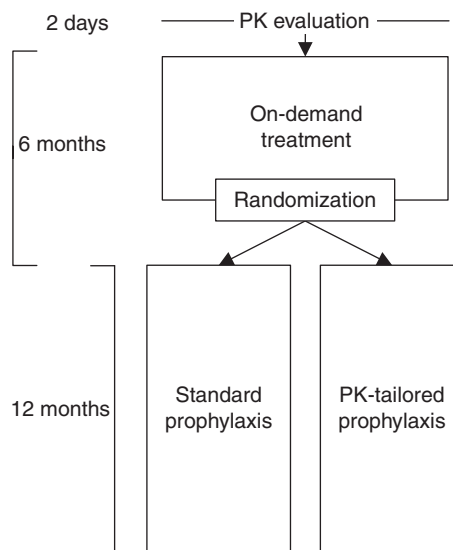 2 days
PK evaluation
6 months
On-demand
treatment
Randomization
12 months
Standard
prophylaxis
PK-tailored
prophylaxis